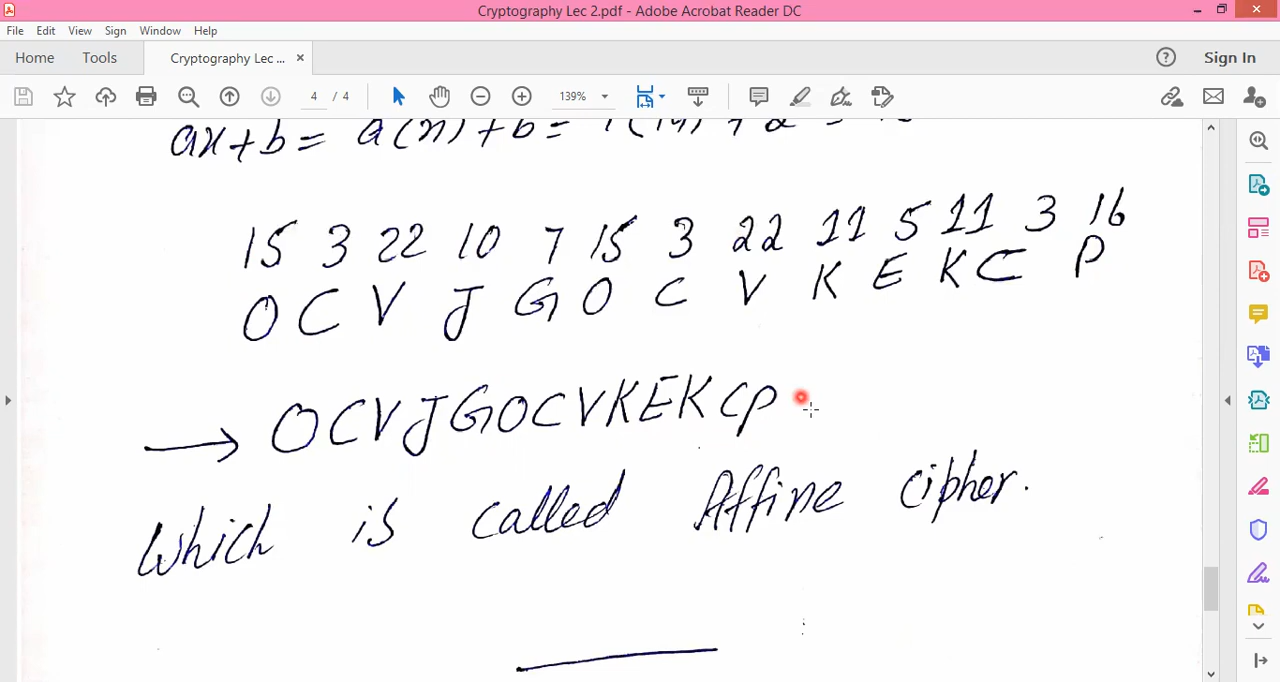 Cryptography Lec 2.pdf - Adobe Acrobat Reader DC
File Edit View Sign Window Help
Home Tools Cryptography Lec ... × Sign In
4 / 4 139%
ax+b = a(x)+b =
15 3 22 10 7 15 3 22 11 5 11 3 16
O C V J G O C V K E K C P
→ OCVJGOCVKEKCP
which is called Affine cipher.